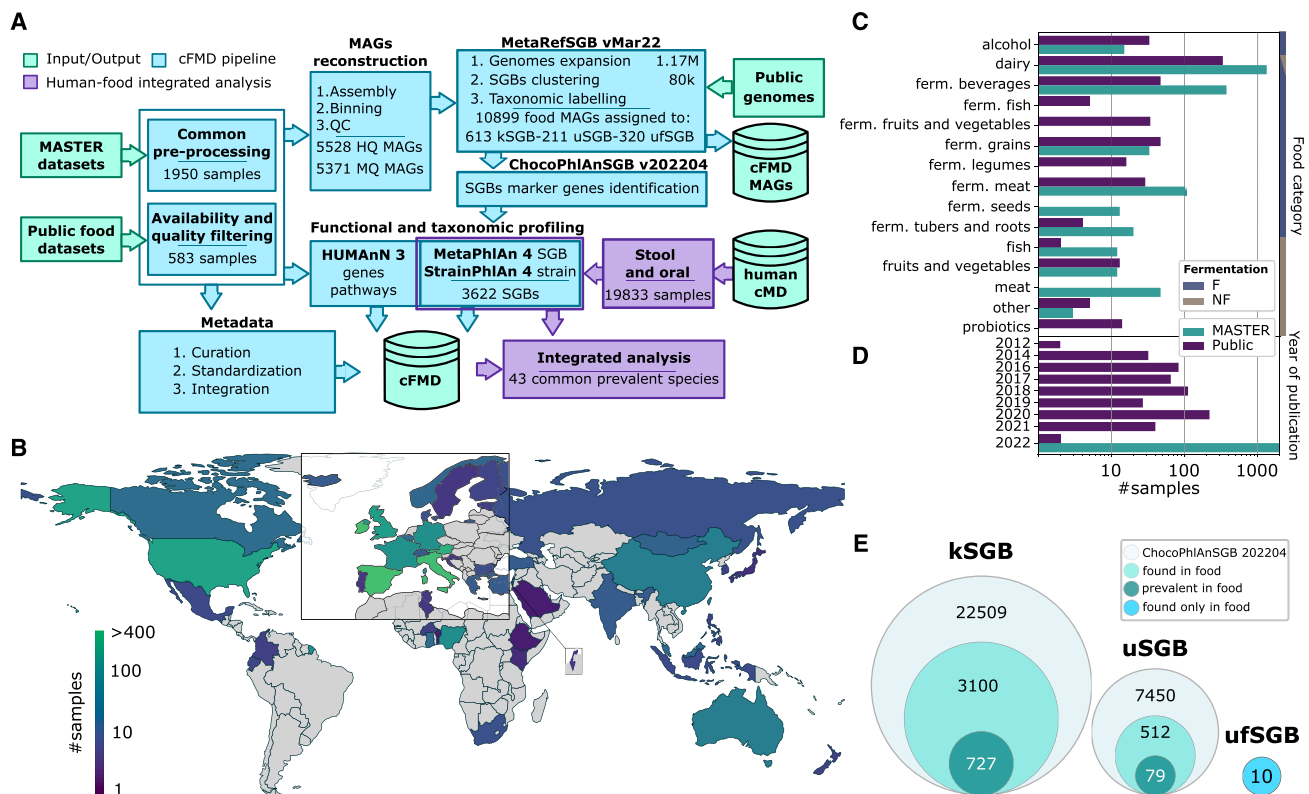 A
Input/Output
cFMD pipeline
Human-food integrated analysis
MASTER
datasets
Public food
datasets
Common
pre-processing
1950 samples
Availability and
quality filtering
583 samples
MAGs
reconstruction
1.Assembly
2.Binning
3.QC
5528 HQ MAGs
5371 MQ MAGs
MetaRefSGB vMar22
1. Genomes expansion 1.17M
2. SGBs clustering 80k
3. Taxonomic labelling
10899 food MAGs assigned to:
613 kSGB-211 uSGB-320 ufSGB
Public
genomes
cFMD
MAGs
ChocoPhlAnSGB v202204
SGBs marker genes identification
Functional and taxonomic profiling
HUMAnN 3
genes
pathways
MetaPhlAn 4 SGB
StrainPhlAn 4 strain
3622 SGBs
Stool
and oral
19833 samples
human
cMD
Metadata
1. Curation
2. Standardization
3. Integration
cFMD
Integrated analysis
43 common prevalent species
B
#samples
>400
100
10
1
C
alcohol
dairy
ferm. beverages
ferm. fish
ferm. fruits and vegetables
ferm. grains
ferm. legumes
ferm. meat
ferm. seeds
ferm. tubers and roots
fish
fruits and vegetables
meat
other
probiotics
Food category
Fermentation
F
NF
MASTER
Public
D
2012
2014
2016
2017
2018
2019
2020
2021
2022
Year of publication
10 100 1000
#samples
E
ChocoPhlAnSGB 202204
found in food
prevalent in food
found only in food
kSGB
22509
3100
727
uSGB
7450
512
79
ufSGB
10